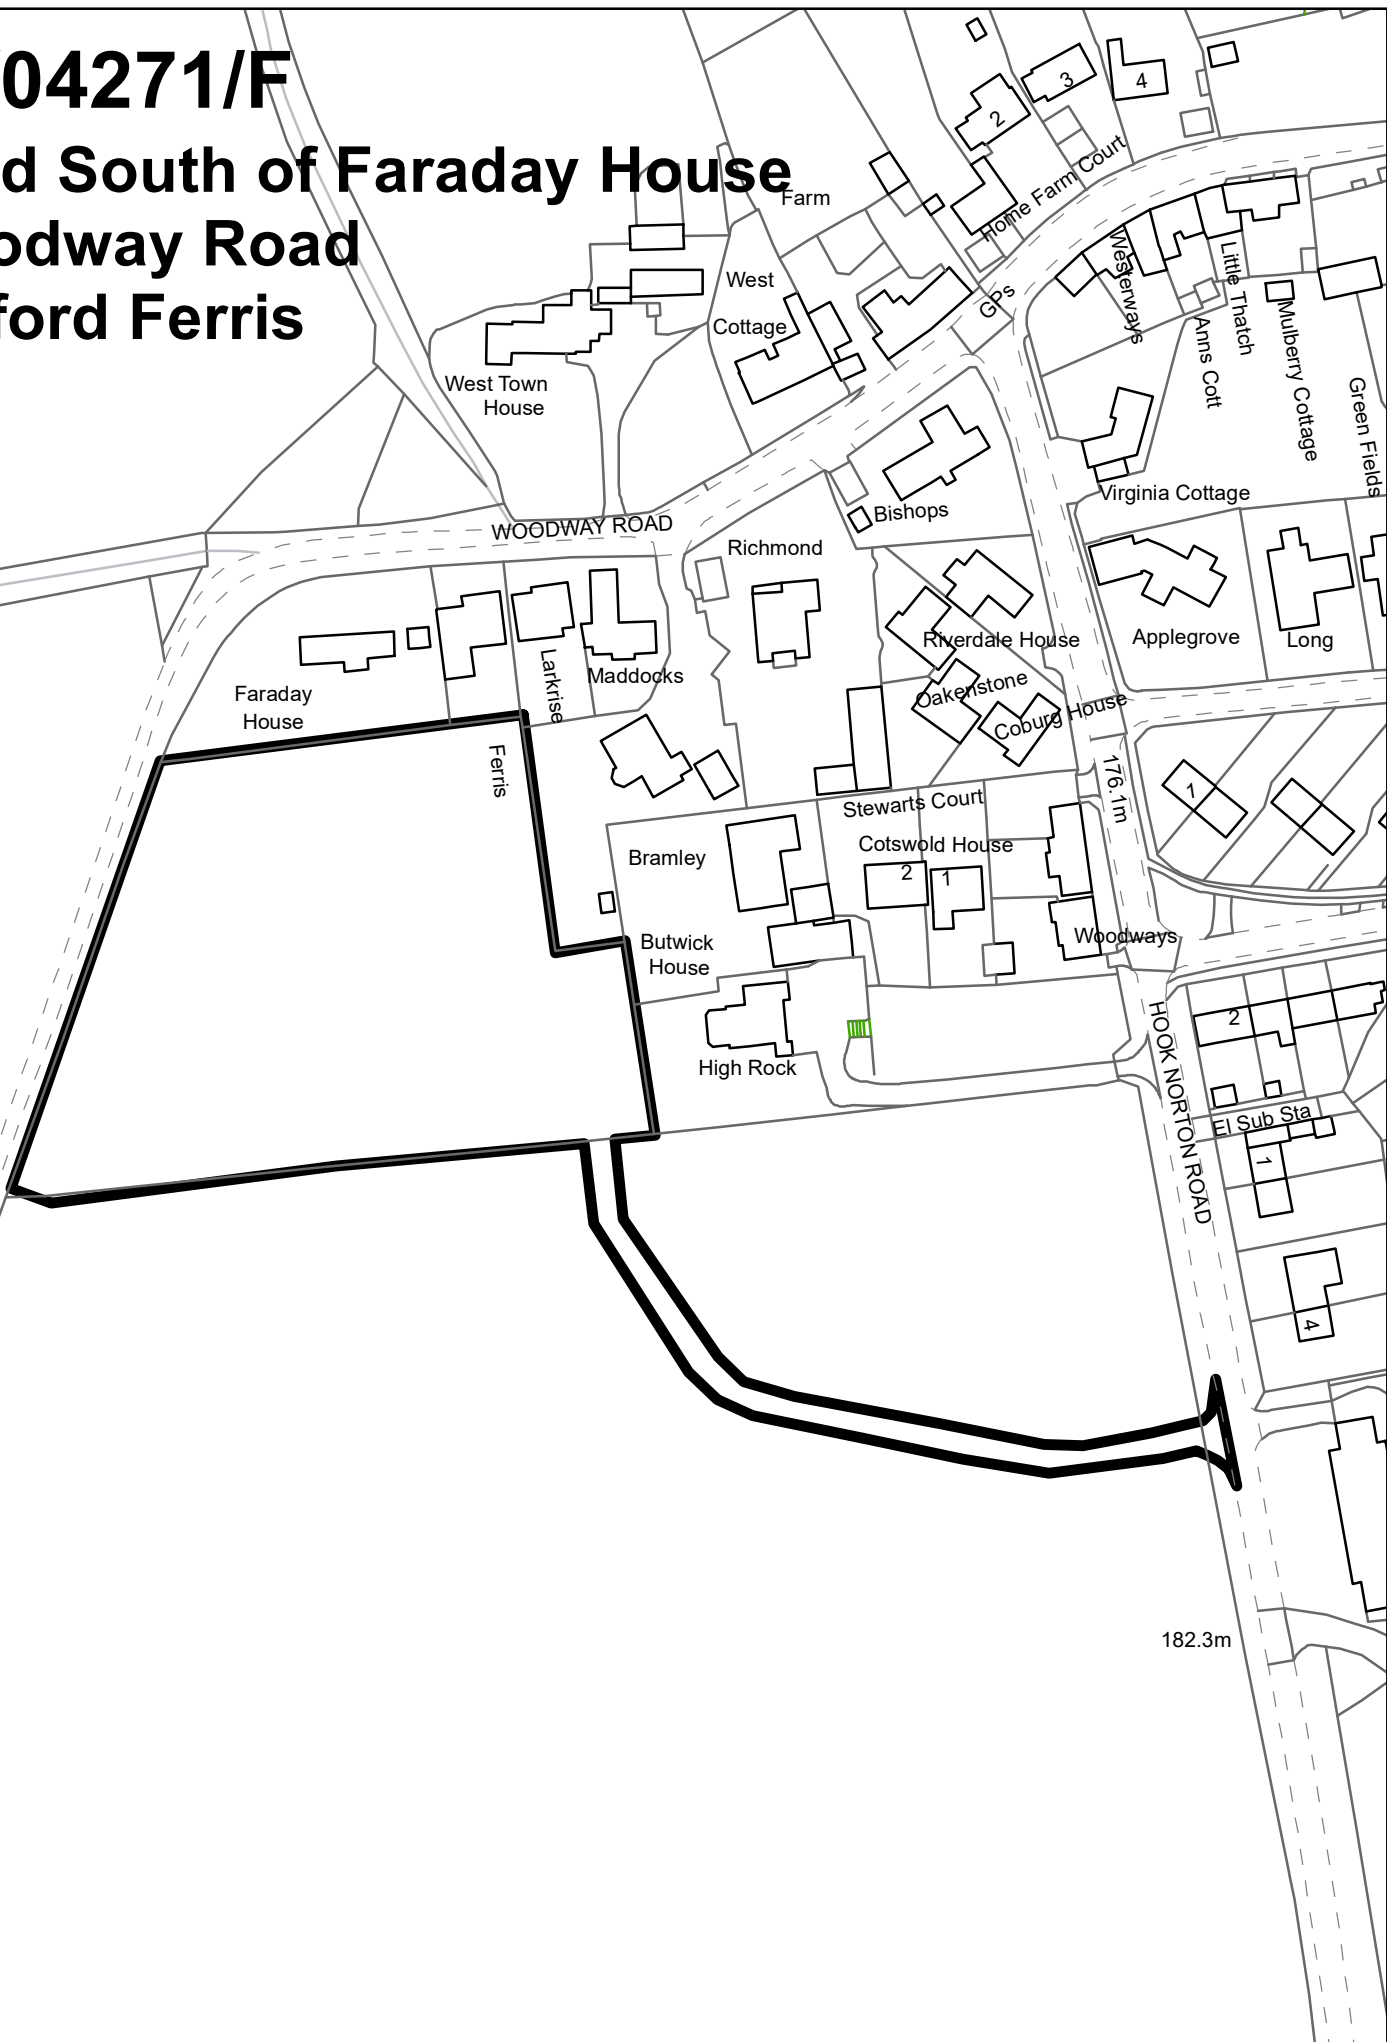 04271/F
d South of Faraday House
odway Road
ford Ferris
3
4
2
Home Farm Court
Farm
West
Cottage
GPs
Westerways
Little Thatch
Anns Cott
Mulberry Cottage
Green Fields
West Town
House
Virginia Cottage
Bishops
WOODWAY ROAD
Richmond
Riverdale House
Applegrove
Long
Oakenstone
Coburg House
Faraday
House
Larkrise
Maddocks
Ferris
176.1m
1
Stewarts Court
Cotswold House
2
1
Bramley
Butwick
House
Woodways
High Rock
HOOK NORTON ROAD
2
El Sub Sta
1
4
182.3m